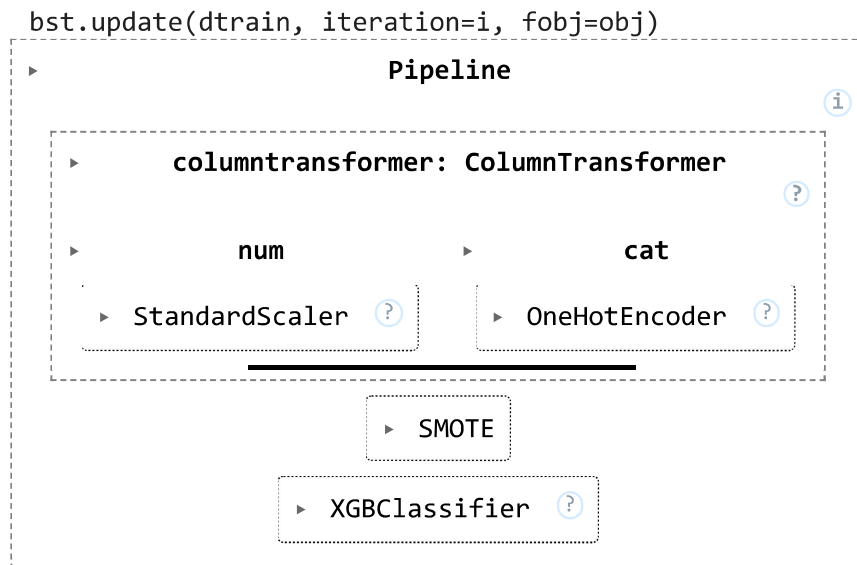 bst.update(dtrain, iteration=i, fobj=obj)
Pipeline
i
columntransformer: ColumnTransformer
?
num cat
StandardScaler ? OneHotEncoder ?
SMOTE
XGBClassifier ?